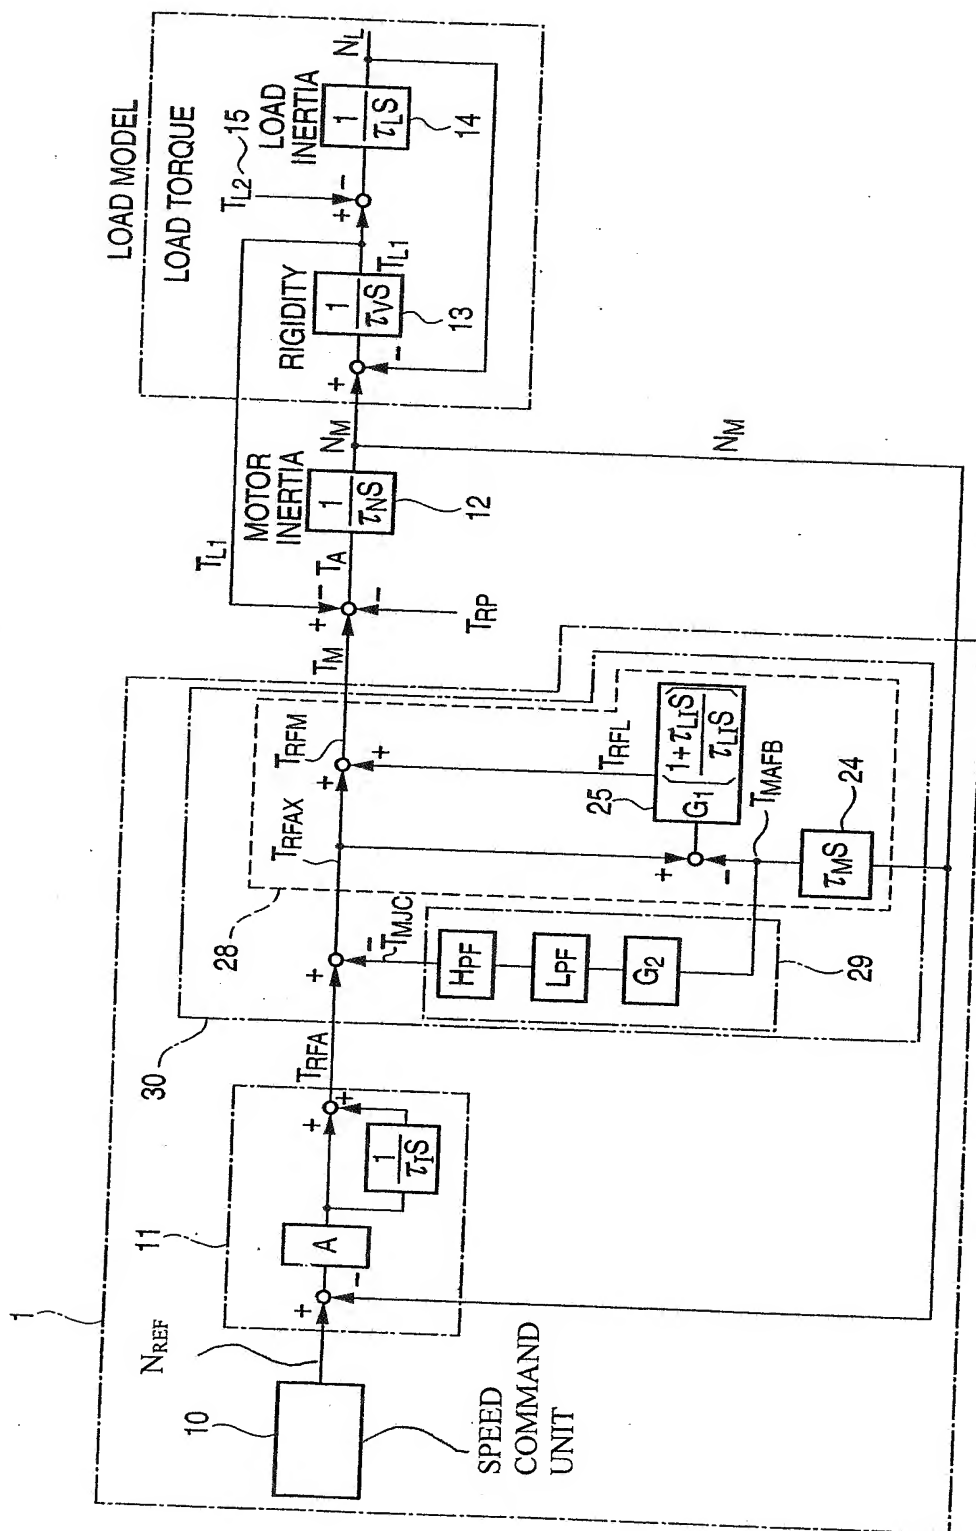 1
10
N_REF
SPEED
COMMAND
UNIT
11
+
-
A
1
τ_I S
+
+
T_RFA
30
28
+
-
T_MJC
H_PF
L_PF
G_2
29
T_RFAX
+
-
25
G_1 (1+τ_LI S / τ_LI S)
T_RFL
T_MAFB
24
τ_M S
+
+
T_RFM
T_M
+
-
-
T_RP
T_L1
T_A
MOTOR
INERTIA
1
τ_N S
12
N_M
N_M
LOAD MODEL
LOAD TORQUE
+
-
RIGIDITY
1
τ_V S
13
T_L1
T_L2
15
+
-
LOAD
INERTIA
1
τ_L S
14
N_L